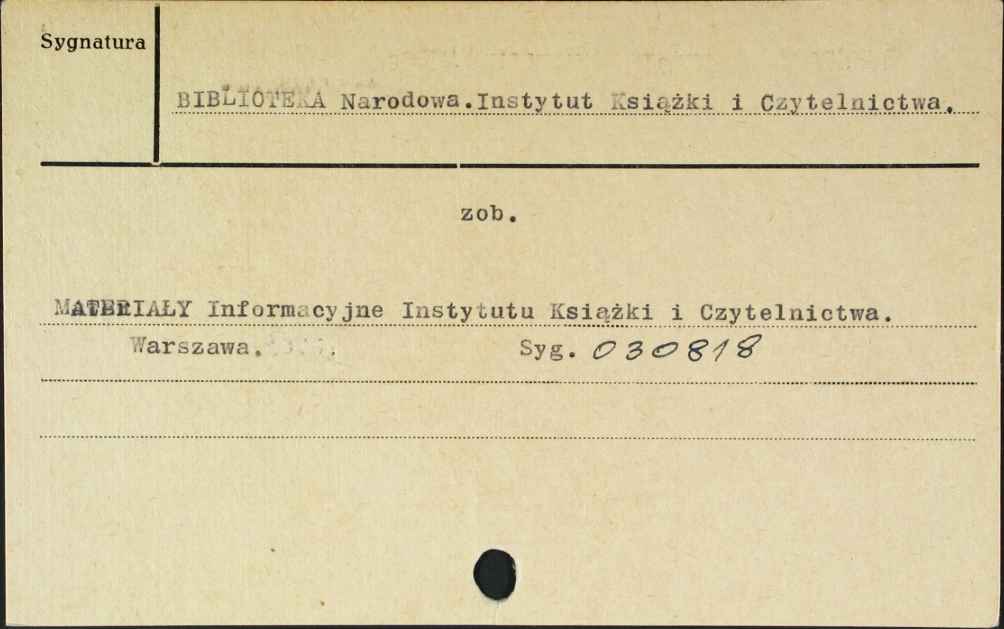 Sygnatura
BIBLIOTEKA Narodowa.Instytut Książki i Czytelnictwa.
zob.
MATERIAŁY Informacyjne Instytutu Książki i Czytelnictwa.
Warszawa. Syg. 030818